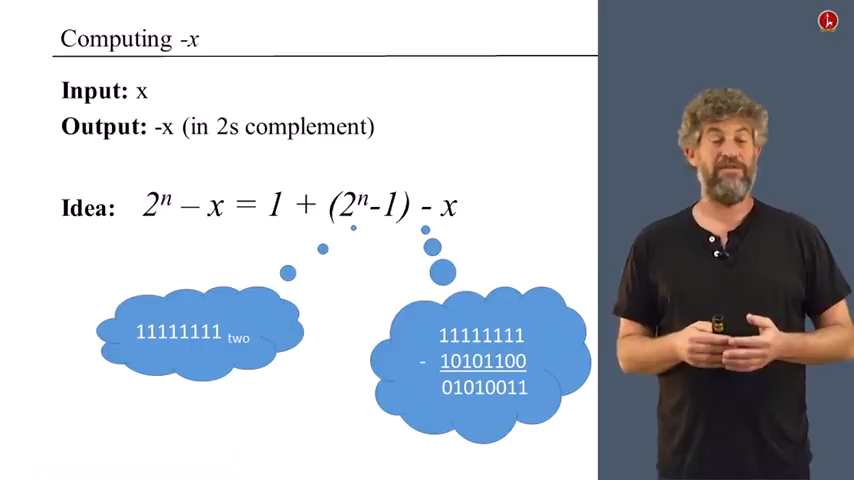 Computing -x
Input: x
Output: -x (in 2s complement)
Idea: 2ⁿ – x = 1 + (2ⁿ-1) - x
11111111 two
11111111
- 10101100
01010011